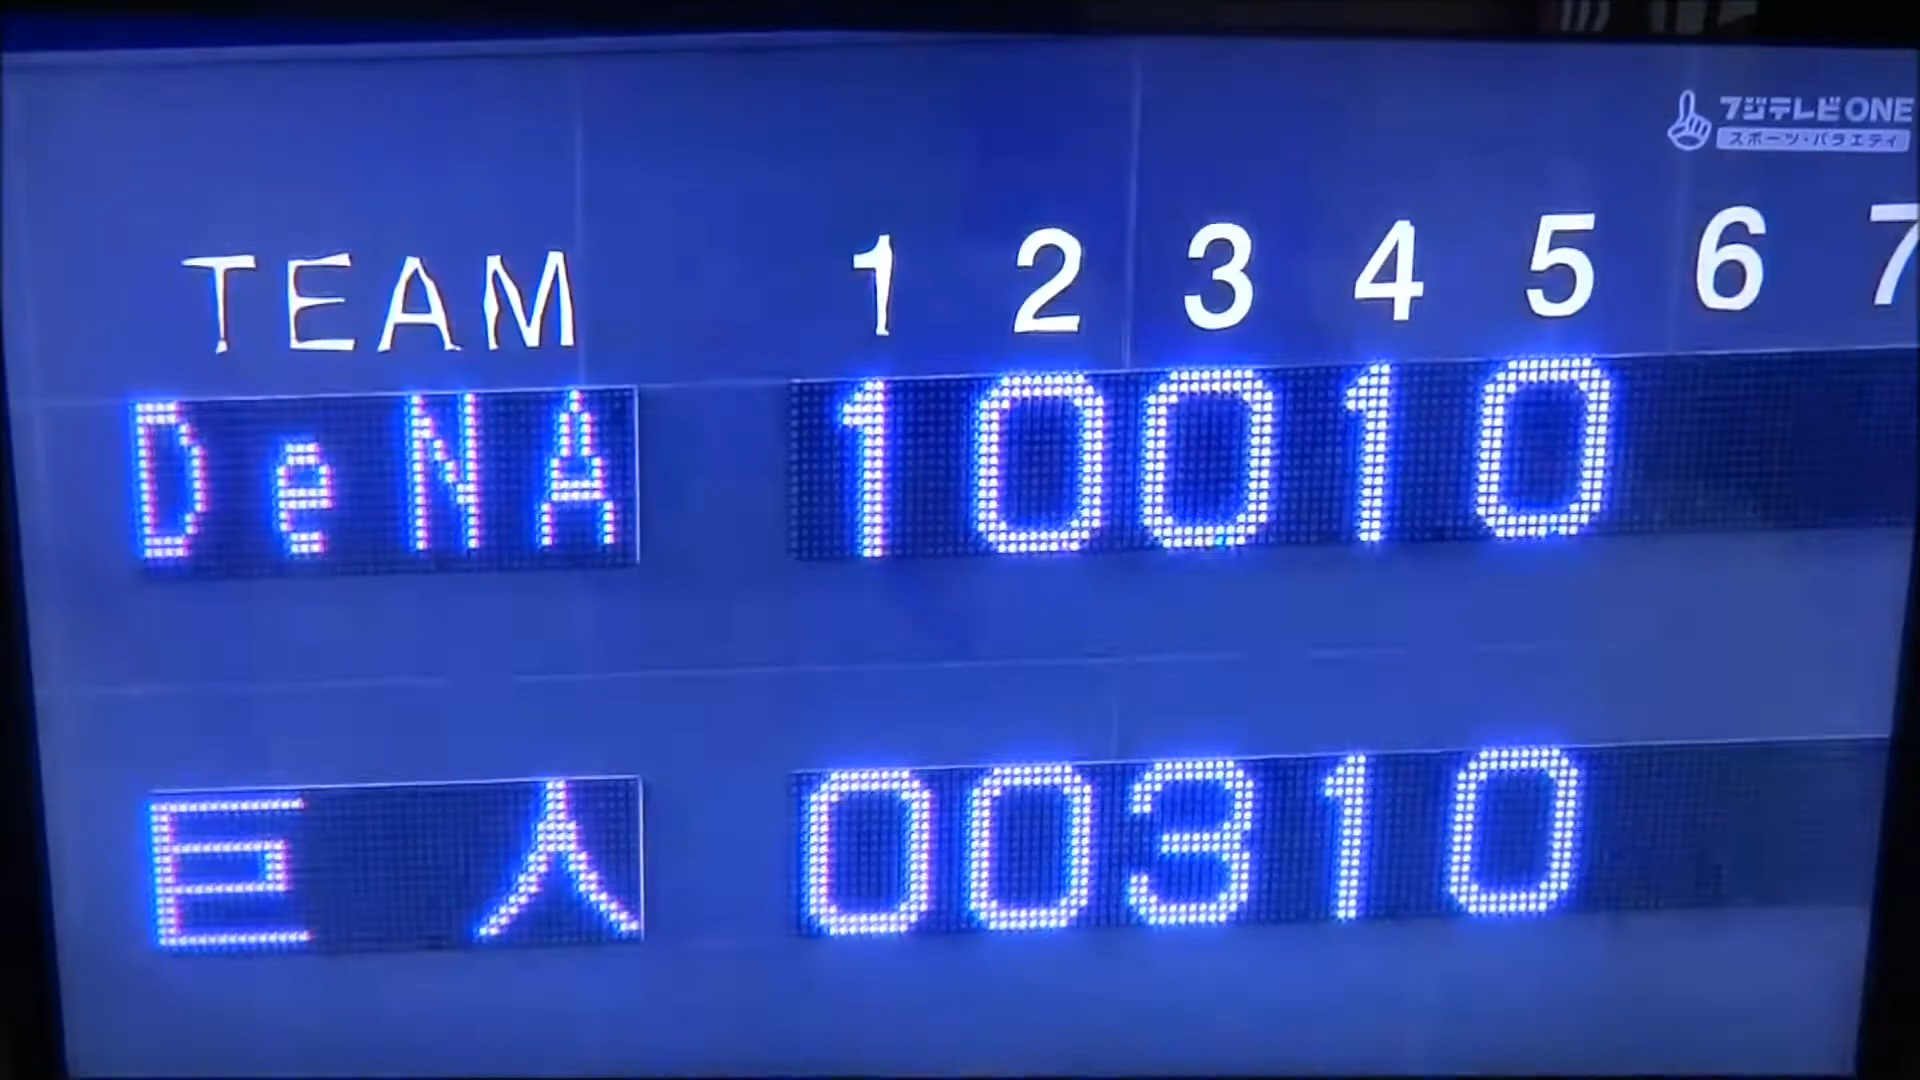 フジテレビONE
スポーツ・バラエティ
TEAM 1 2 3 4 5 6 7
DeNA 1 0 0 1 0
巨人 0 0 3 1 0